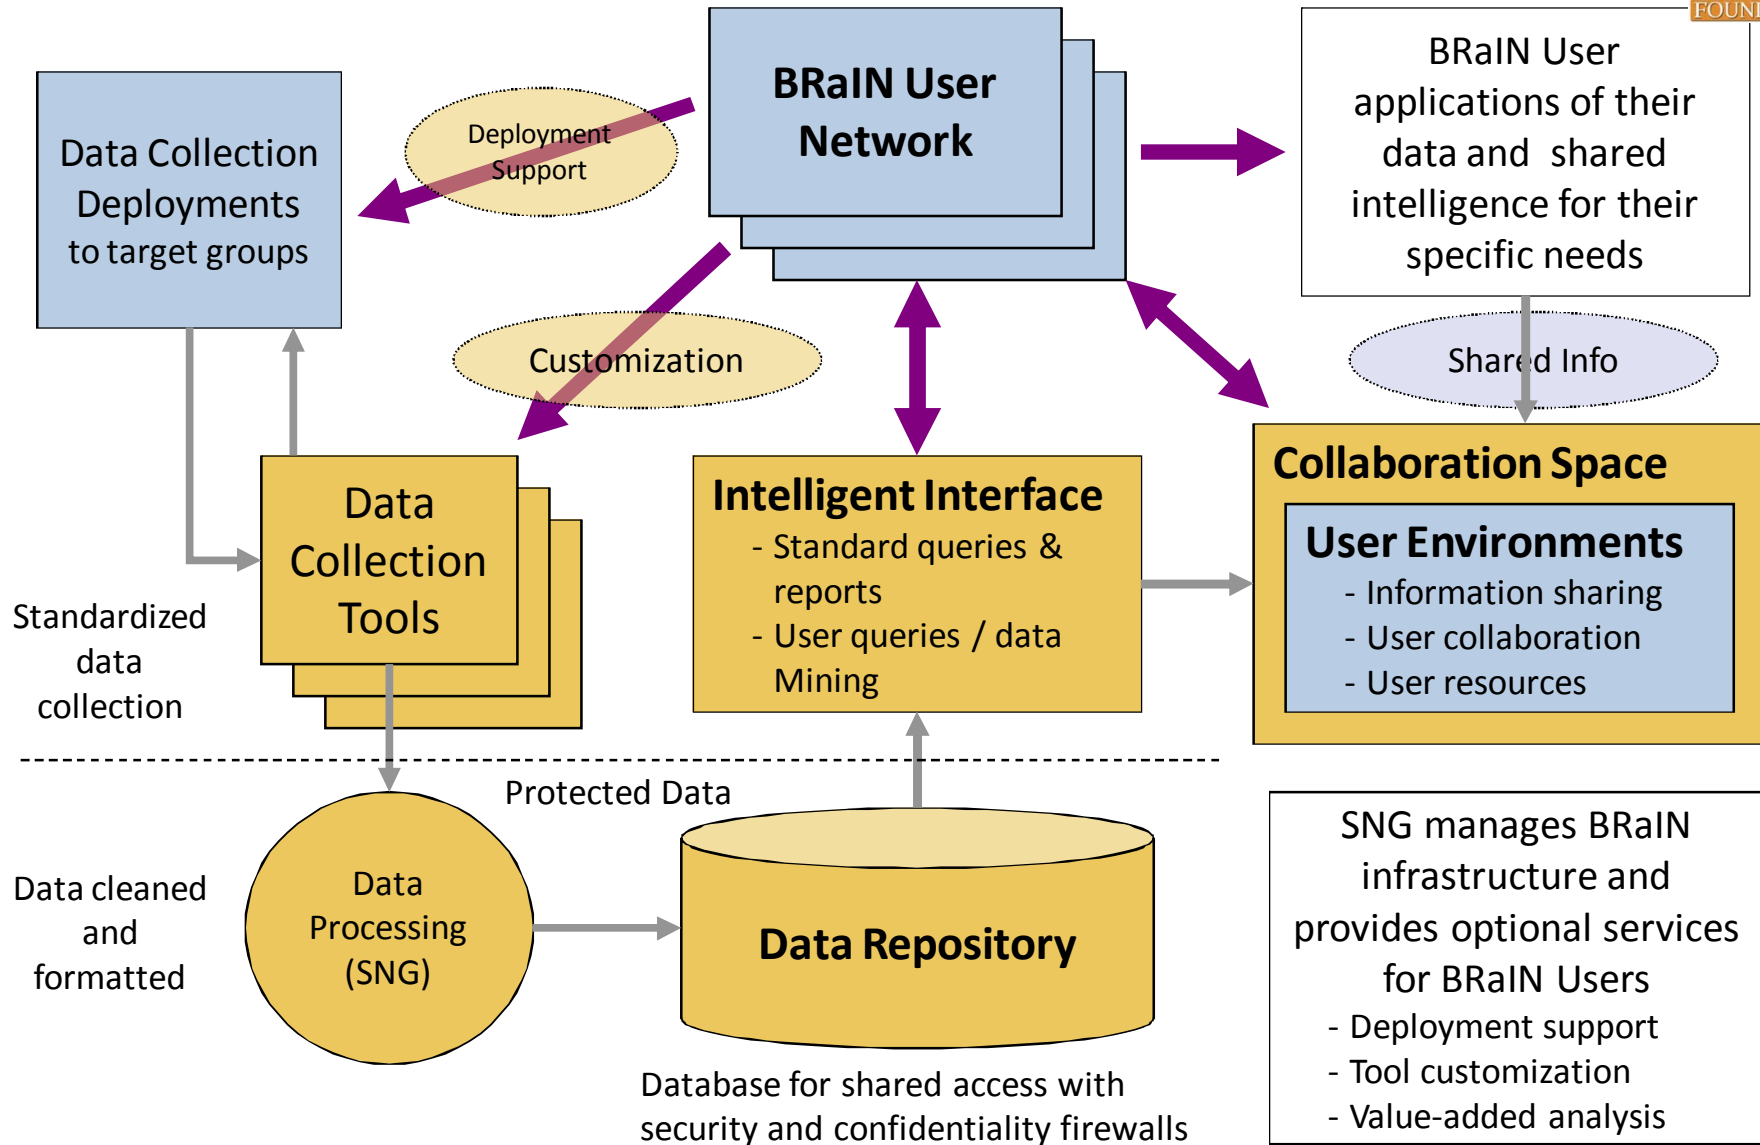 FOUND
BRaIN User
Network
BRaIN User
applications of their
data and shared
intelligence for their
specific needs
Deployment
Support
Data Collection
Deployments
to target groups
Customization
Shared Info
Data
Collection
Tools
Intelligent Interface
- Standard queries &
reports
- User queries / data
Mining
Collaboration Space
User Environments
- Information sharing
- User collaboration
- User resources
Standardized
data
collection
Protected Data
Data cleaned
and
formatted
Data
Processing
(SNG)
Data Repository
Database for shared access with
security and confidentiality firewalls
SNG manages BRaIN
infrastructure and
provides optional services
for BRaIN Users
- Deployment support
- Tool customization
- Value-added analysis